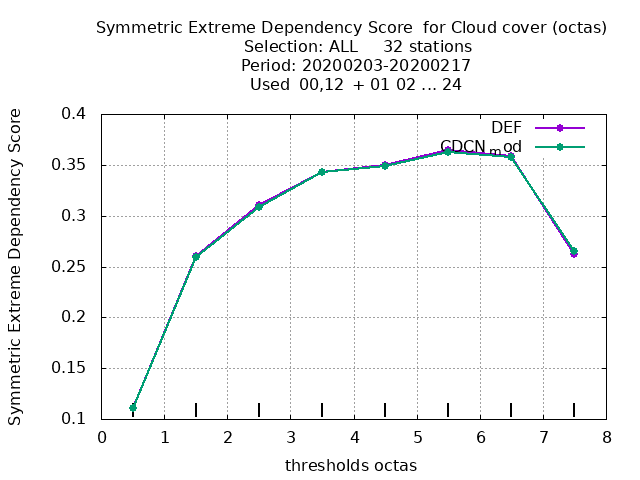 Symmetric Extreme Dependency Score  for Cloud cover (octas)
Selection: ALL     32 stations
Period: 20200203-20200217
Used  00,12  + 01 02 ... 24
Symmetric Extreme Dependency Score
0.4
0.35
0.3
0.25
0.2
0.15
0.1
DEF
CDCN_mod
0 1 2 3 4 5 6 7 8
thresholds octas